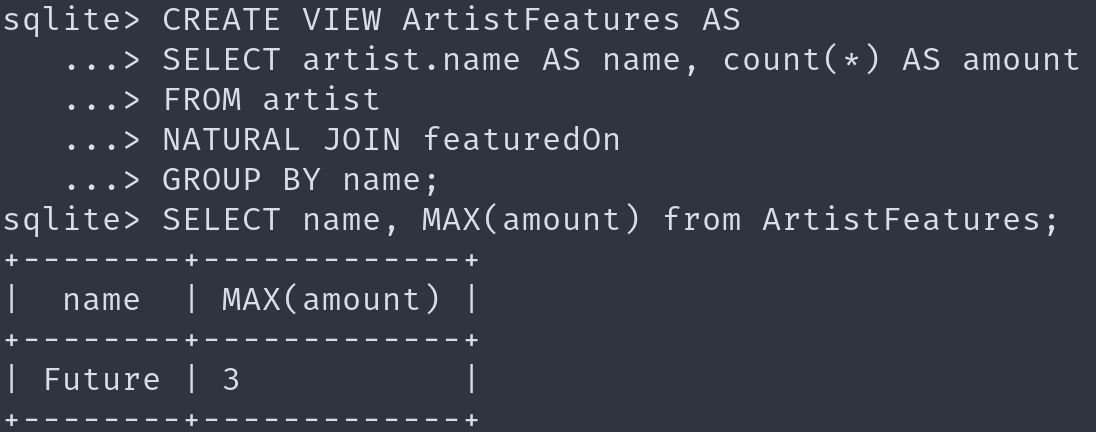 sqlite> CREATE VIEW ArtistFeatures AS
   ...> SELECT artist.name AS name, count(*) AS amount
   ...> FROM artist
   ...> NATURAL JOIN featuredOn
   ...> GROUP BY name;
sqlite> SELECT name, MAX(amount) from ArtistFeatures;
+--------+-------------+
|  name  | MAX(amount) |
+--------+-------------+
| Future | 3           |
+--------+-------------+